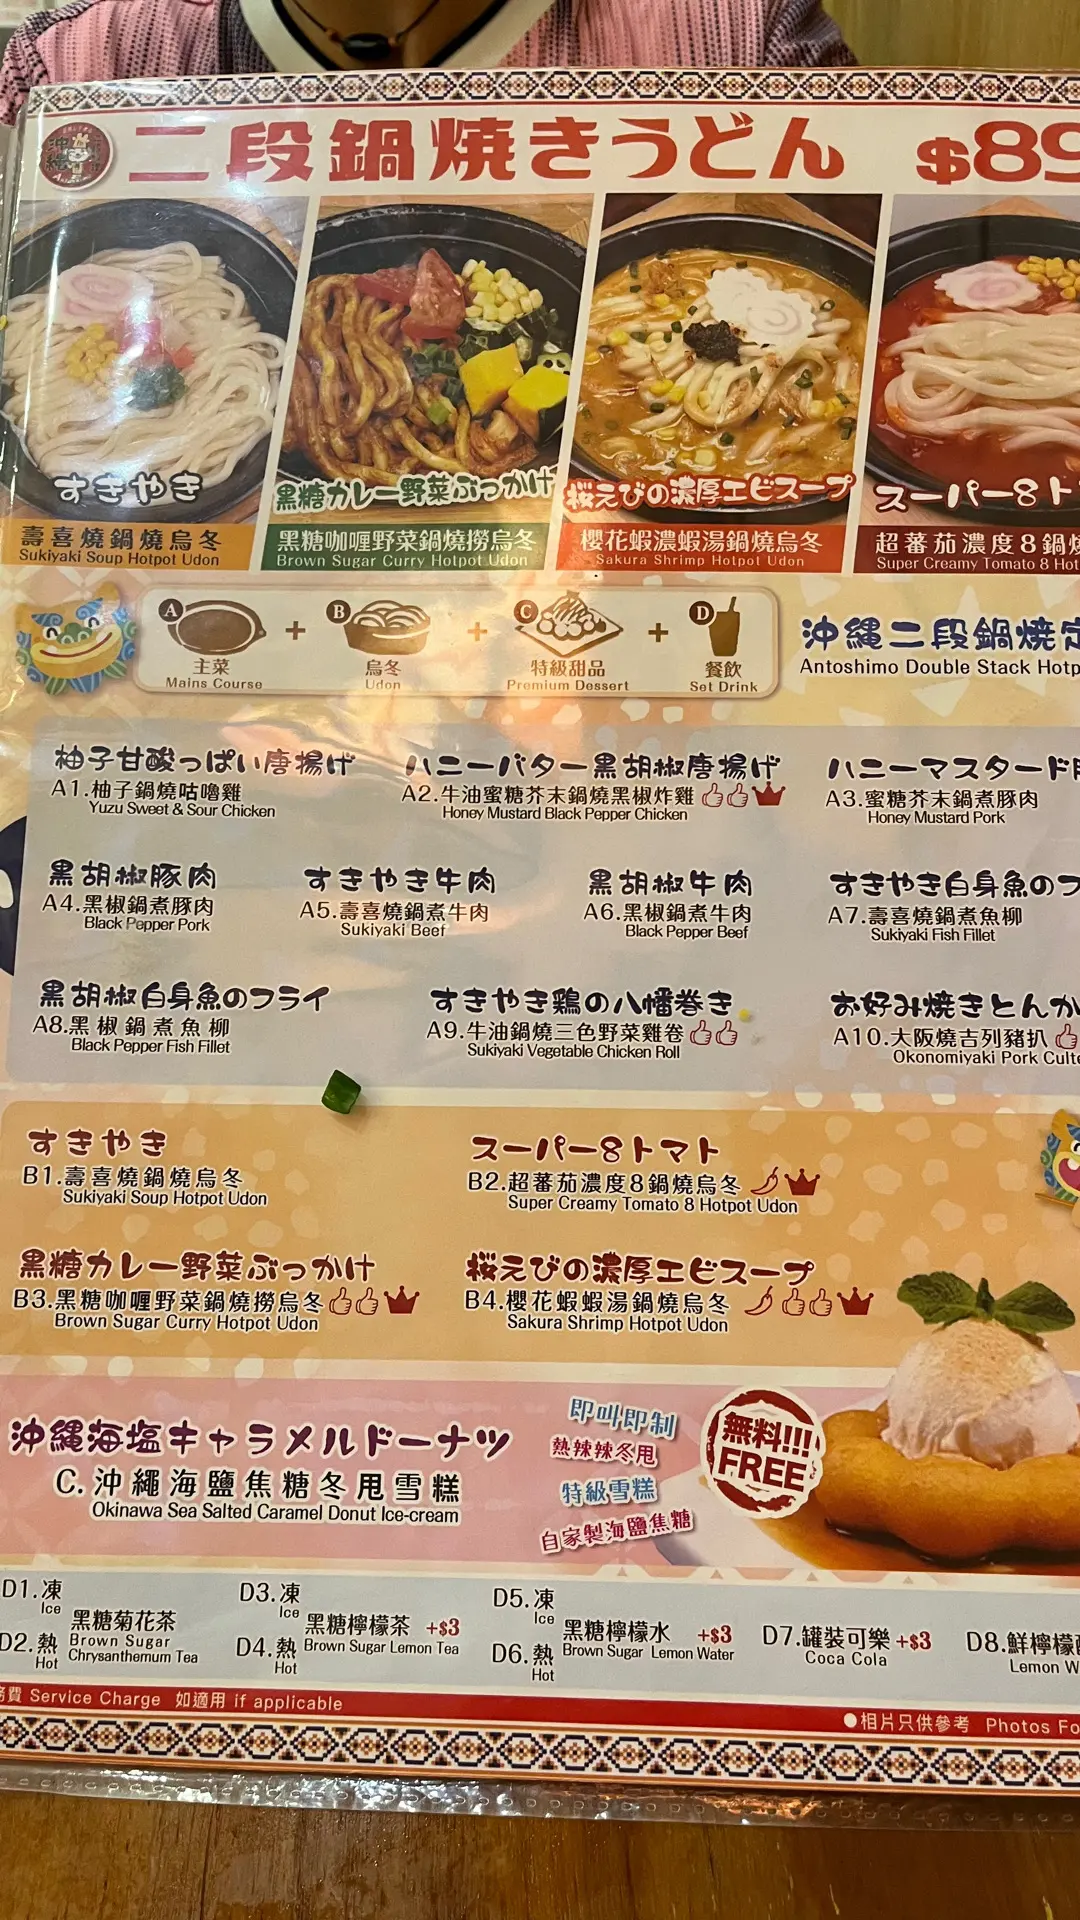 二段鍋焼きうどん $89
すきやき
壽喜燒鍋燒烏冬
Sukiyaki Soup Hotpot Udon
黒糖カレー野菜ぶっかけ
黑糖咖喱野菜鍋燒撈烏冬
Brown Sugar Curry Hotpot Udon
桜えびの濃厚エビスープ
櫻花蝦濃蝦湯鍋燒烏冬
Sakura Shrimp Hotpot Udon
スーパー8ト
超蕃茄濃度8鍋燒
Super Creamy Tomato 8 Hot
A
主菜
Mains Course
+
B
烏冬
Udon
+
C
特級甜品
Premium Dessert
+
D
餐飲
Set Drink
沖縄二段鍋焼定
Antoshimo Double Stack Hotp
柚子甘酸っぱい唐揚げ
A1.柚子鍋燒咕嚕雞
Yuzu Sweet & Sour Chicken
ハニーバター黒胡椒唐揚げ
A2.牛油蜜糖芥末鍋燒黑椒炸雞
Honey Mustard Black Pepper Chicken
ハニーマスタード
A3.蜜糖芥末鍋煮豚肉
Honey Mustard Pork
黒胡椒豚肉
A4.黑椒鍋煮豚肉
Black Pepper Pork
すきやき牛肉
A5.壽喜燒鍋煮牛肉
Sukiyaki Beef
黒胡椒牛肉
A6.黑椒鍋煮牛肉
Black Pepper Beef
すきやき白身魚のフ
A7.壽喜燒鍋煮魚柳
Sukiyaki Fish Fillet
黒胡椒白身魚のフライ
A8.黑椒鍋煮魚柳
Black Pepper Fish Fillet
すきやき鶏の八幡巻き
A9.牛油鍋燒三色野菜雞卷
Sukiyaki Vegetable Chicken Roll
お好み焼きとんか
A10.大阪燒吉列豬扒
Okonomiyaki Pork Cutle
すきやき
B1.壽喜燒鍋燒烏冬
Sukiyaki Soup Hotpot Udon
スーパー8トマト
B2.超蕃茄濃度8鍋燒烏冬
Super Creamy Tomato 8 Hotpot Udon
黒糖カレー野菜ぶっかけ
B3.黑糖咖喱野菜鍋燒撈烏冬
Brown Sugar Curry Hotpot Udon
桜えびの濃厚エビスープ
B4.櫻花蝦蝦湯鍋燒烏冬
Sakura Shrimp Hotpot Udon
沖縄海塩キャラメルドーナツ
C.沖繩海鹽焦糖冬甩雪糕
Okinawa Sea Salted Caramel Donut Ice-cream
即叫即制
熱辣辣冬甩
特級雪糕
自家製海鹽焦糖
無料!!!
FREE
D1.凍
Ice
D2.熱
Hot
黑糖菊花茶
Brown Sugar
Chrysanthemum Tea
D3.凍
Ice
D4.熱
Hot
黑糖檸檬茶 +$3
Brown Sugar Lemon Tea
D5.凍
Ice
D6.熱
Hot
黑糖檸檬水 +$3
Brown Sugar Lemon Water
D7.罐裝可樂 +$3
Coca Cola
D8.鮮檸檬
Lemon W
務費 Service Charge 如適用 if applicable
●相片只供參考 Photos Fo